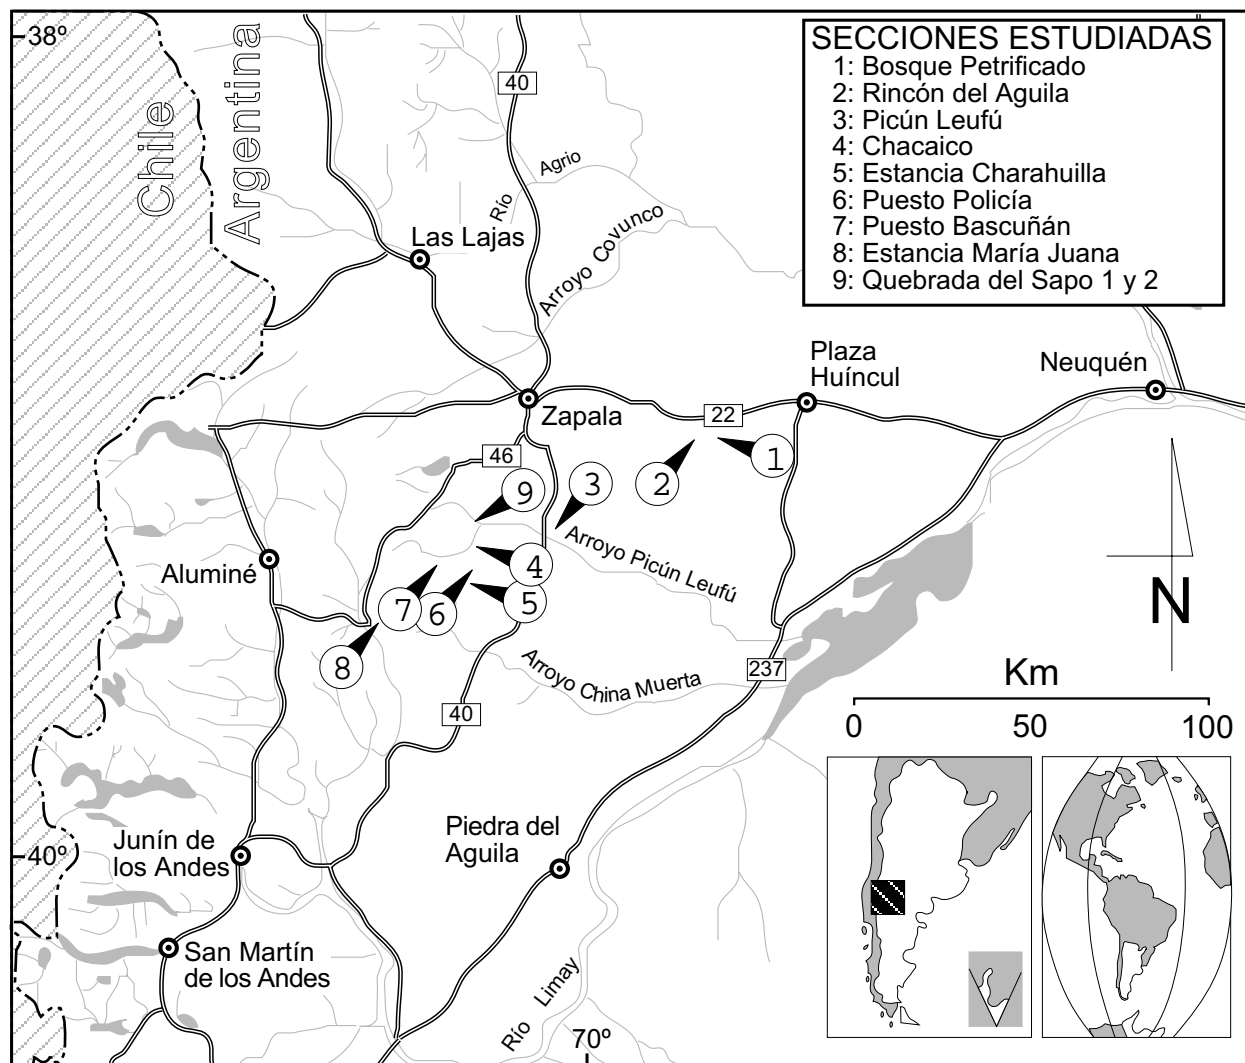 38º
Chile
Argentina
40
SECCIONES ESTUDIADAS
1: Bosque Petrificado
2: Rincón del Aguila
3: Picún Leufú
4: Chacaico
5: Estancia Charahuilla
6: Puesto Policía
7: Puesto Bascuñán
8: Estancia María Juana
9: Quebrada del Sapo 1 y 2
Río Agrio
Arroyo Covunco
Las Lajas
Plaza
Huíncul
Neuquén
Zapala
22
46
1
2
3
9
Arroyo Picún Leufú
4
Aluminé
7
6
5
8
N
Arroyo China Muerta
237
40
Km
0
50
100
Junín de
los Andes
Piedra del
Aguila
40º
San Martín
de los Andes
Río Limay
70º